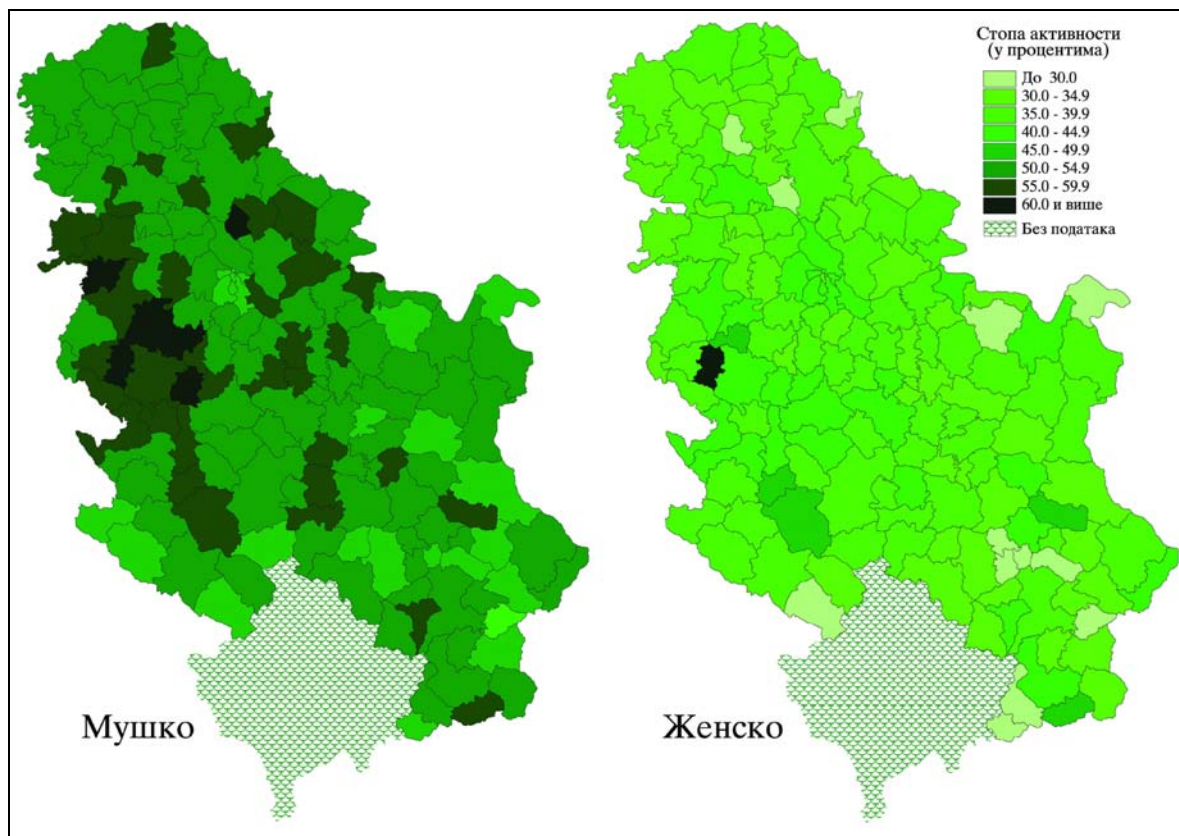 Стопа активности
(у процентима)
До 30.0
30.0 - 34.9
35.0 - 39.9
40.0 - 44.9
45.0 - 49.9
50.0 - 54.9
55.0 - 59.9
60.0 и више
Без података
Мушко
Женско